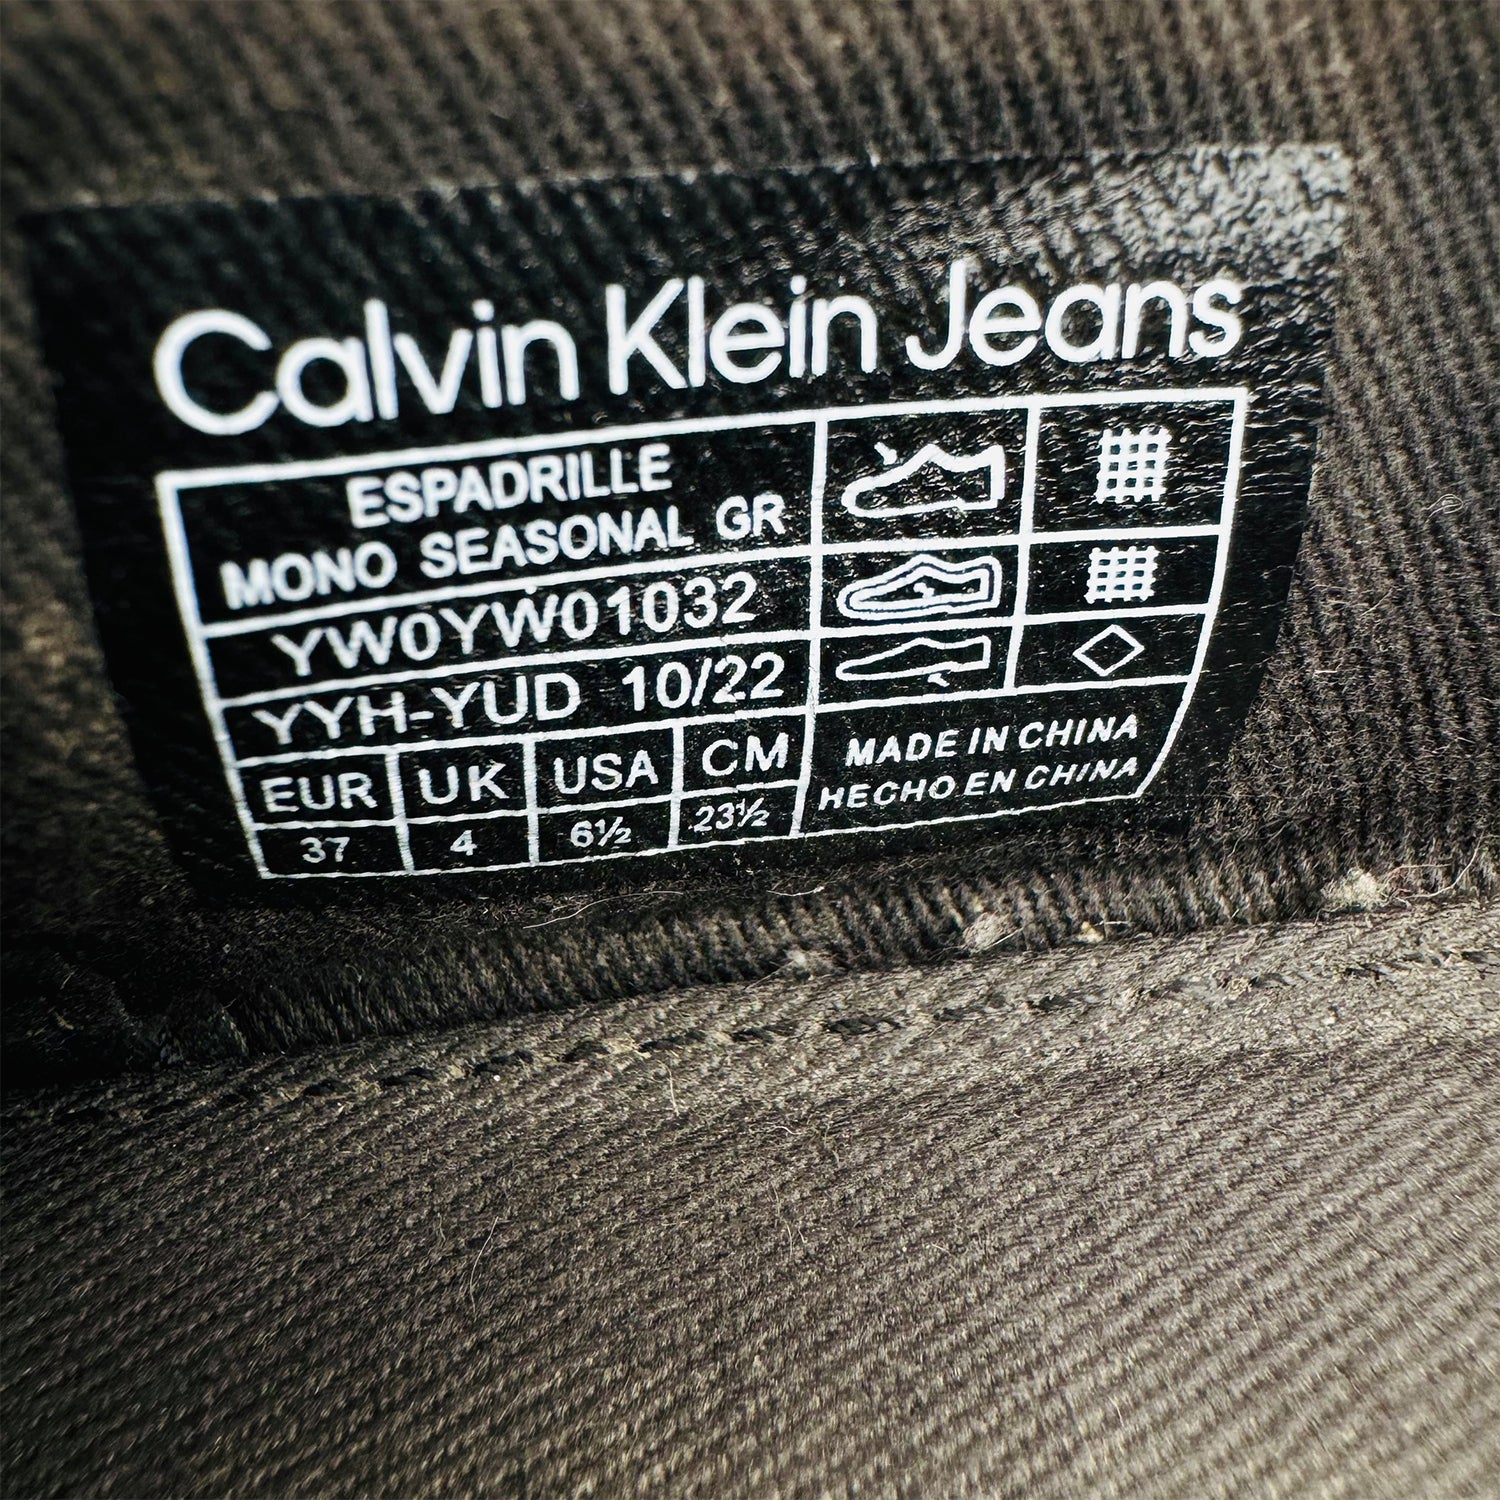 Calvin Klein Jeans
ESPADRILLE
MONO SEASONAL GR
YW0YW01032
YYH-YUD 10/22
EUR UK USA CM
37 4 6½ 23½
MADE IN CHINA
HECHO EN CHINA